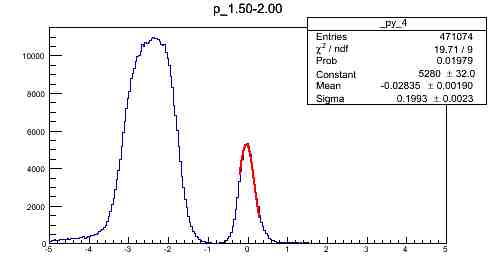 p_1.50-2.00
_py_4
Entries 471074
χ² / ndf 19.71 / 9
Prob 0.01979
Constant 5280 ± 32.0
Mean -0.02835 ± 0.00190
Sigma 0.1993 ± 0.0023
10000
8000
6000
4000
2000
0
-5 -4 -3 -2 -1 0 1 2 3 4 5